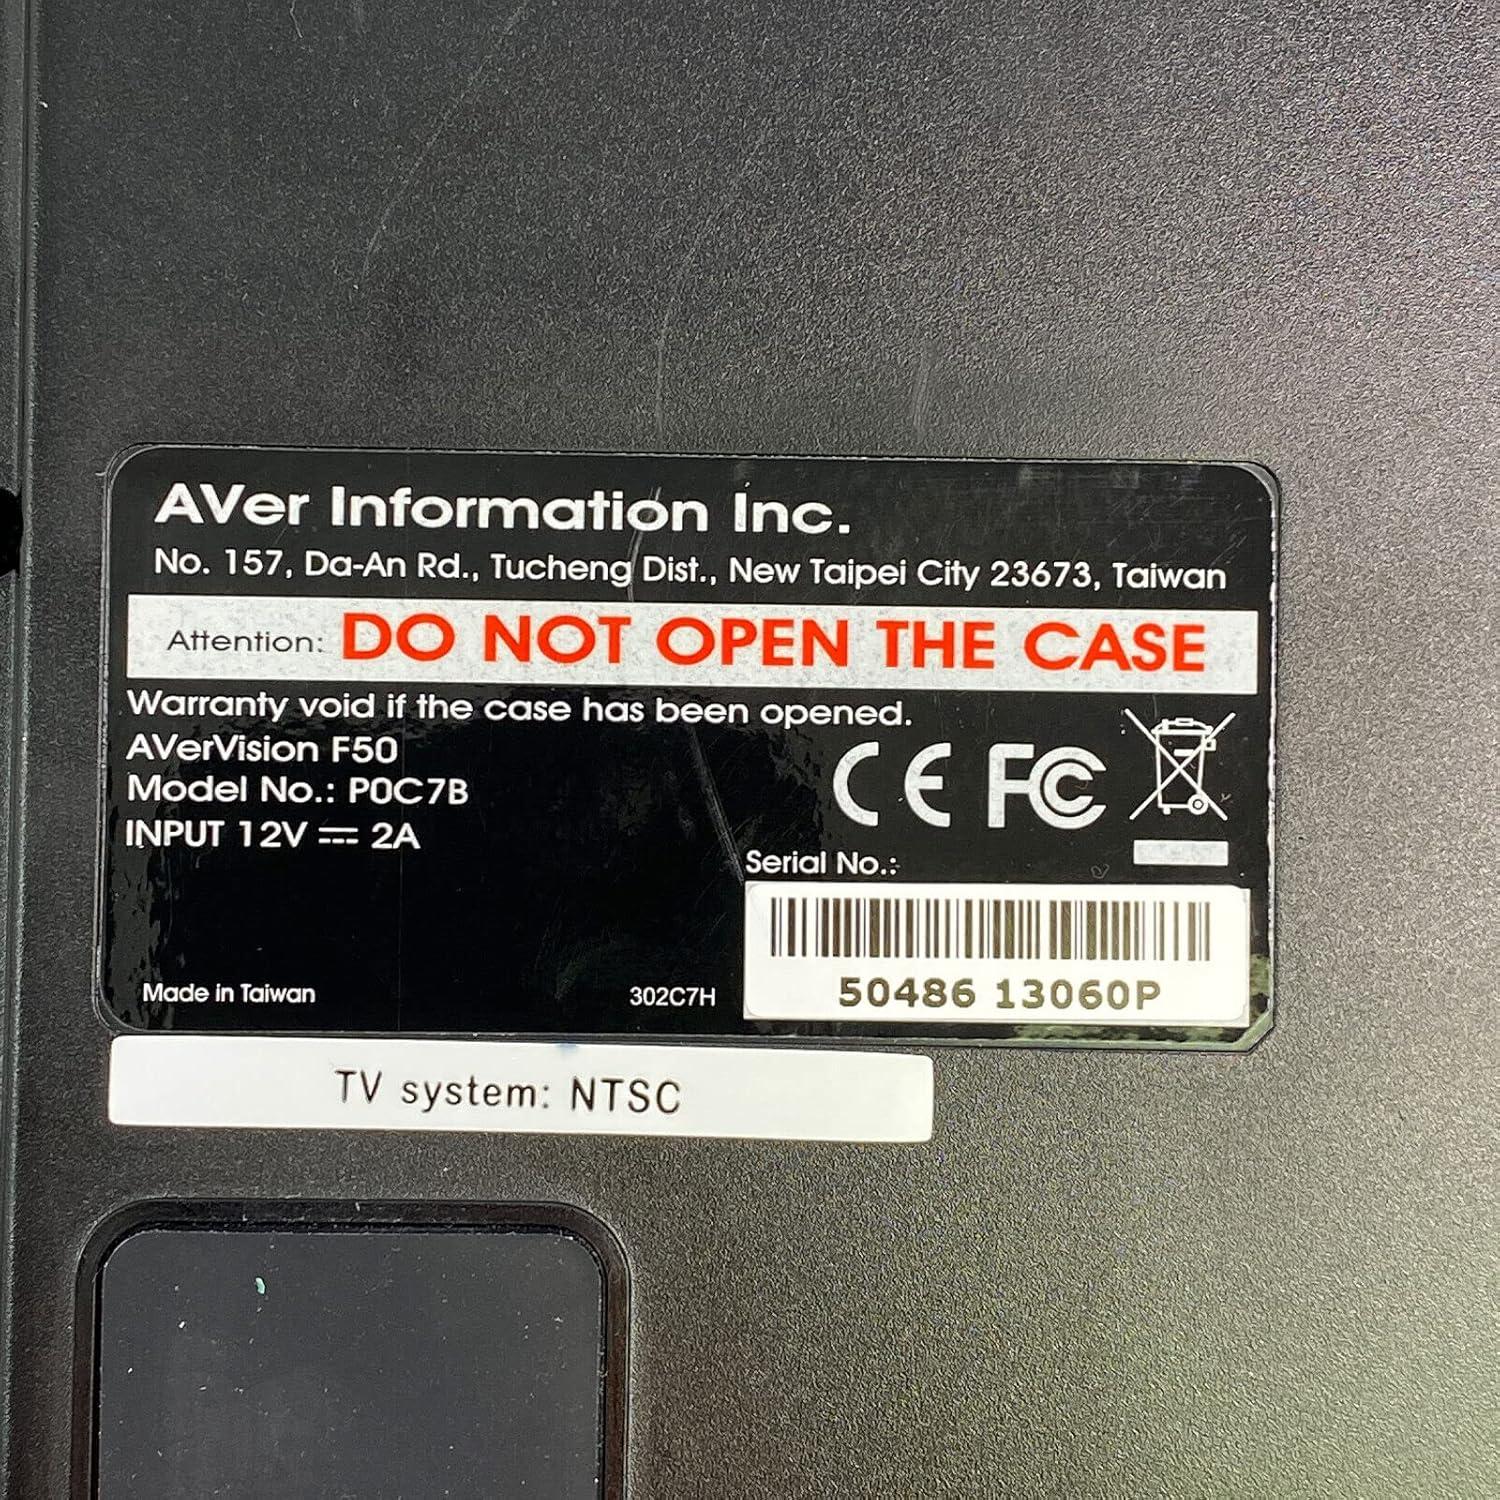 AVer Information Inc.
No. 157, Da-An Rd., Tucheng Dist., New Taipei City 23673, Taiwan
Attention: DO NOT OPEN THE CASE
Warranty void if the case has been opened.
AVerVision F50
Model No.: P0C7B
INPUT 12V ⎓ 2A
CE FC
Serial No.:
50486 13060P
Made in Taiwan
302C7H
TV system: NTSC